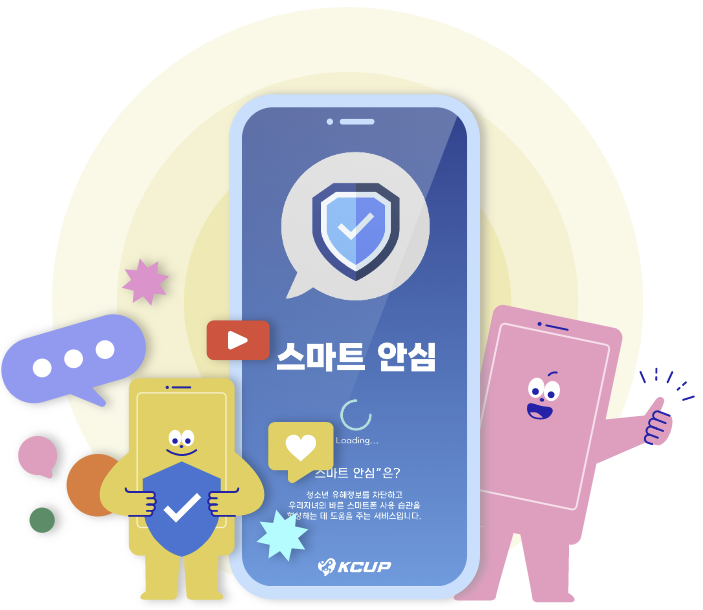 스마트 안심
Loading...
"스마트 안심"은?
청소년 유해정보를 차단하고
우리자녀의 바른 스마트폰 사용 습관을
하는 데 도움을 주는 서비스입니다.
KCUP